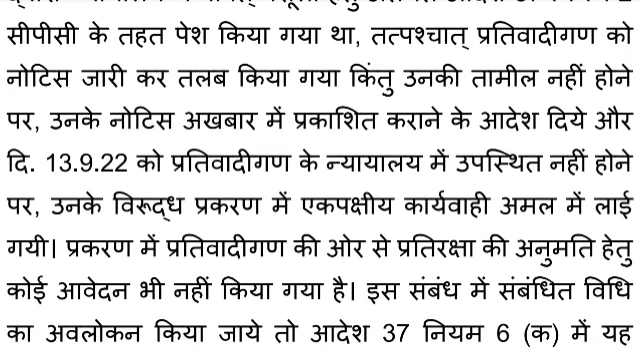 सीपीसी के तहत पेश किया गया था, तत्पश्चात् प्रतिवादीगण को
नोटिस जारी कर तलब किया गया किंतु उनकी तामील नहीं होने
पर, उनके नोटिस अखबार में प्रकाशित कराने के आदेश दिये और
दि. 13.9.22 को प्रतिवादीगण के न्यायालय में उपस्थित नहीं होने
पर, उनके विरूद्ध प्रकरण में एकपक्षीय कार्यवाही अमल में लाई
गयी। प्रकरण में प्रतिवादीगण की ओर से प्रतिरक्षा की अनुमति हेतु
कोई आवेदन भी नहीं किया गया है। इस संबंध में संबंधित विधि
का अवलोकन किया जाये तो आदेश 37 नियम 6 (क) में यह